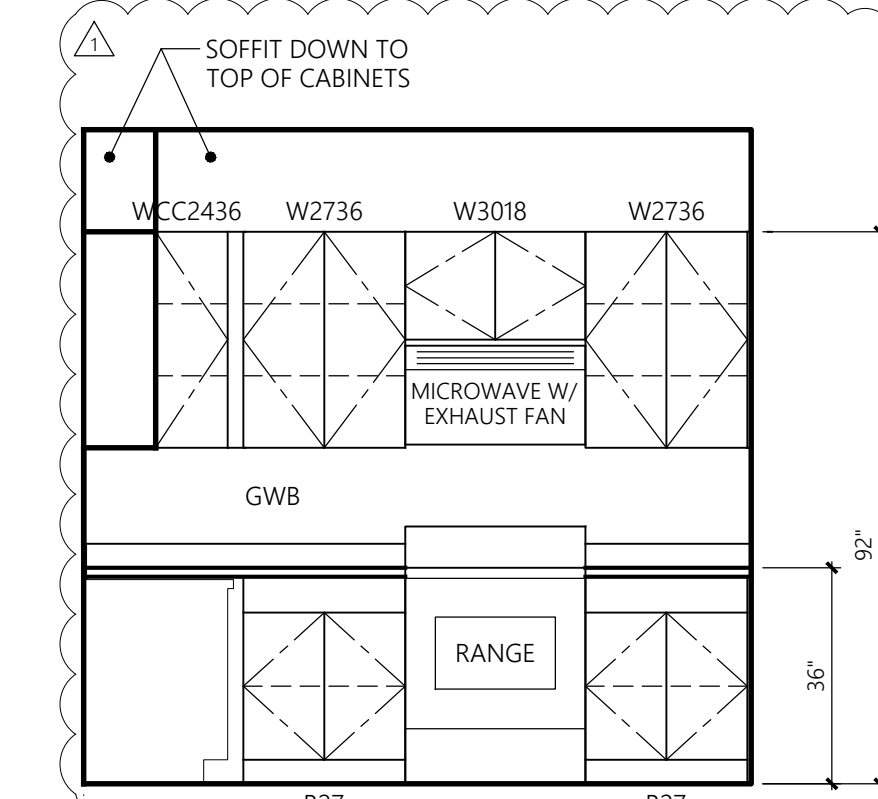 1
SOFFIT DOWN TO
TOP OF CABINETS
WCC2436
W2736
W3018
W2736
MICROWAVE W/
EXHAUST FAN
GWB
92"
RANGE
36"